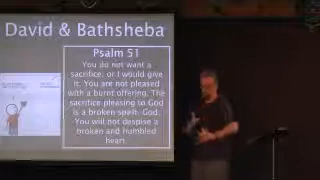 David & Bathsheba
Psalm 51
You do not want a
sacrifice, or I would give
it. You are not pleased
with a burnt offering. The
sacrifice pleasing to God
is a broken spirit. God,
You will not despise a
broken and humbled
heart.